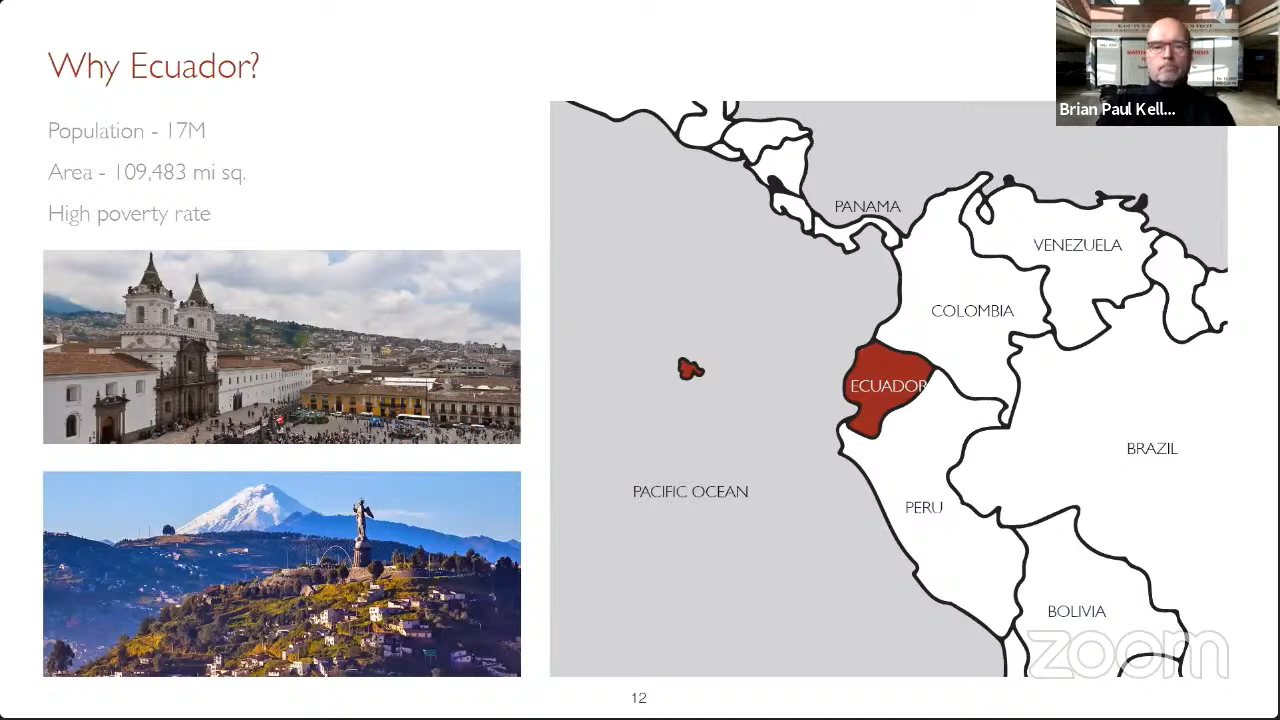 Why Ecuador?
Population - 17M
Area - 109,483 mi sq.
High poverty rate
Brian Paul Kell...
PANAMA
VENEZUELA
COLOMBIA
ECUADOR
BRAZIL
PACIFIC OCEAN
PERU
BOLIVIA
zoom
12